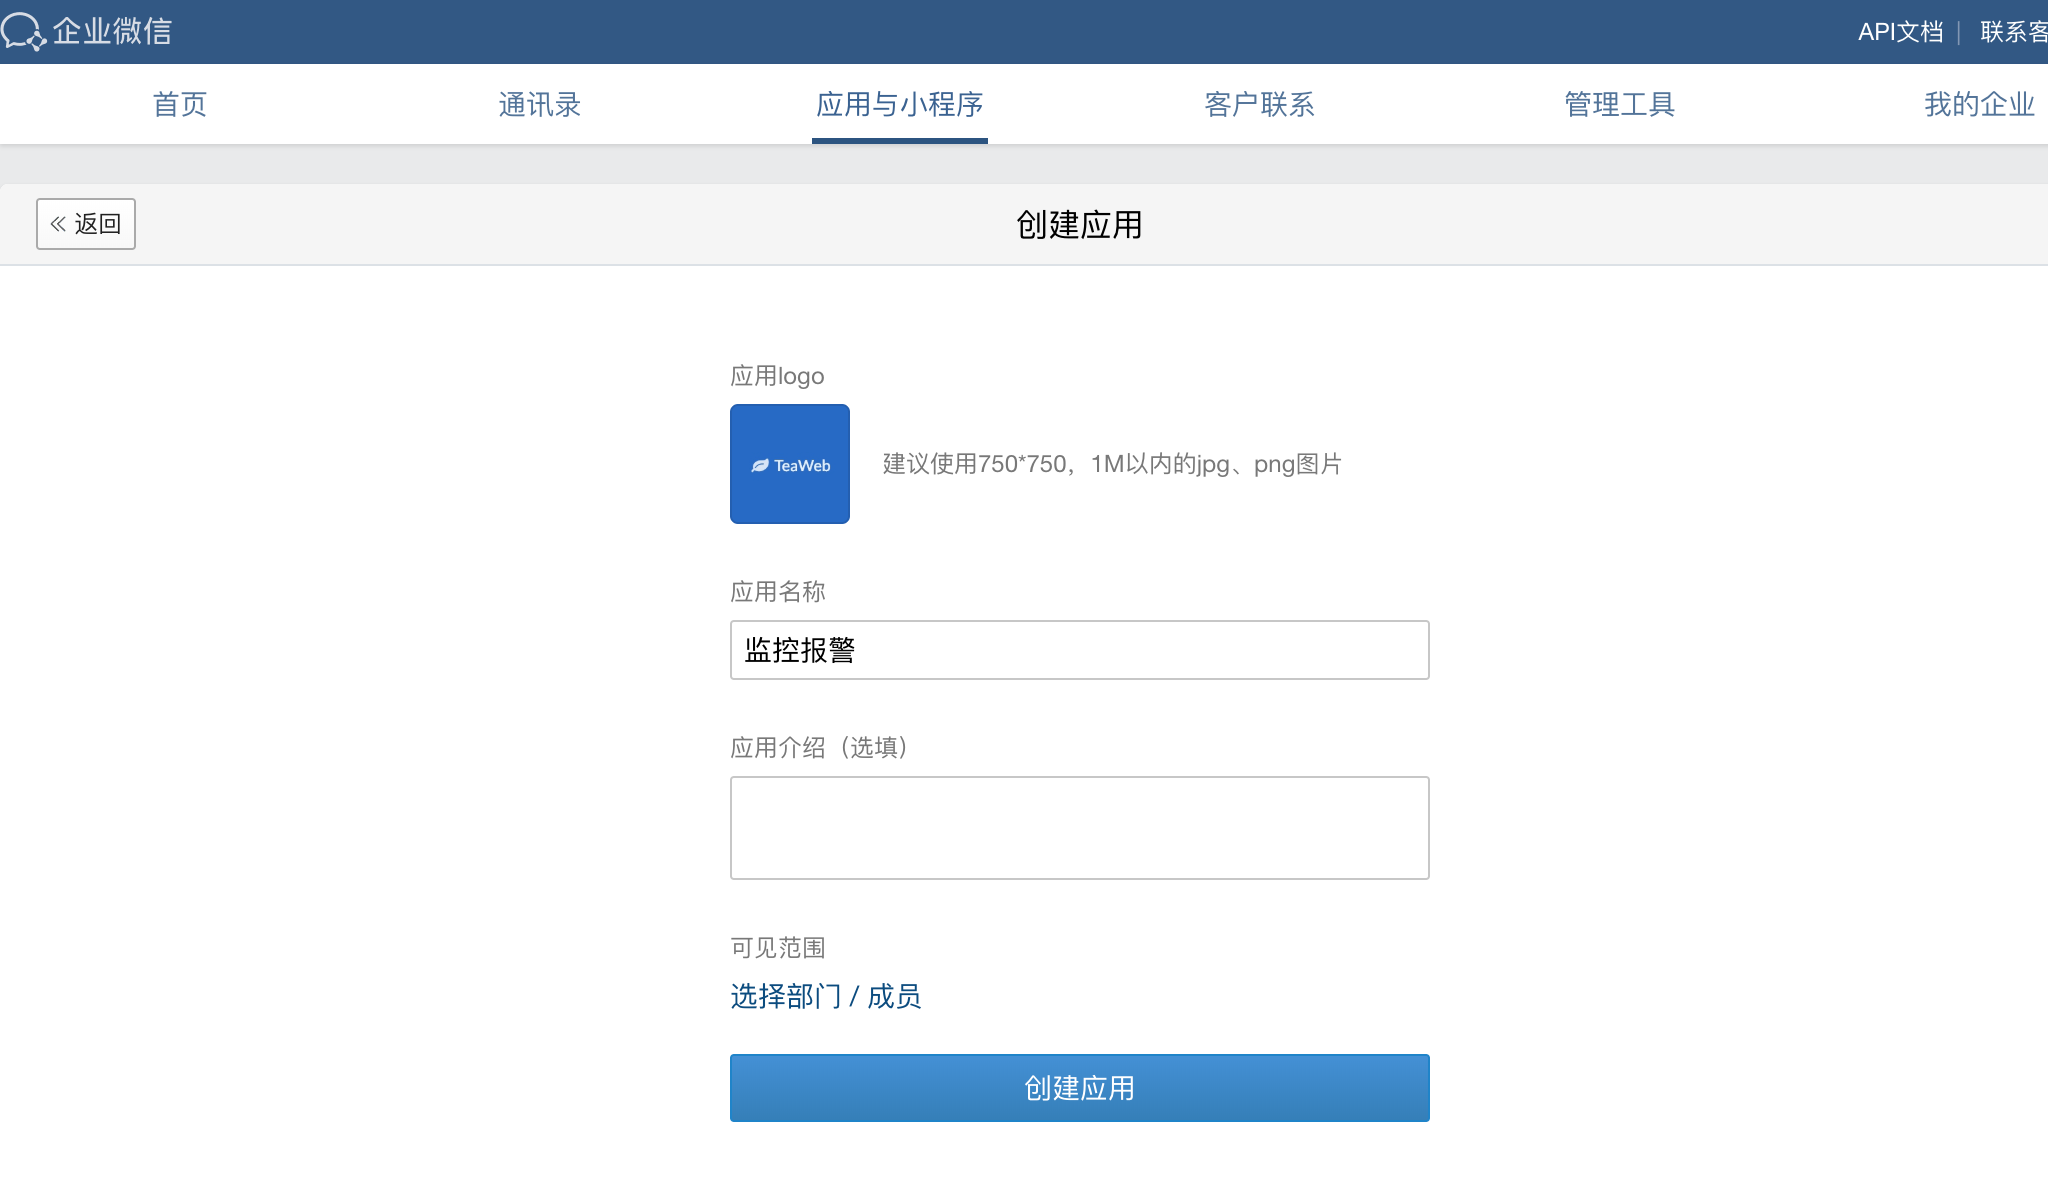 企业微信
API文档 | 联系客
首页 通讯录 应用与小程序 客户联系 管理工具 我的企业
« 返回
创建应用
应用logo
TeaWeb
建议使用750*750，1M以内的jpg、png图片
应用名称
监控报警
应用介绍（选填）
可见范围
选择部门 / 成员
创建应用